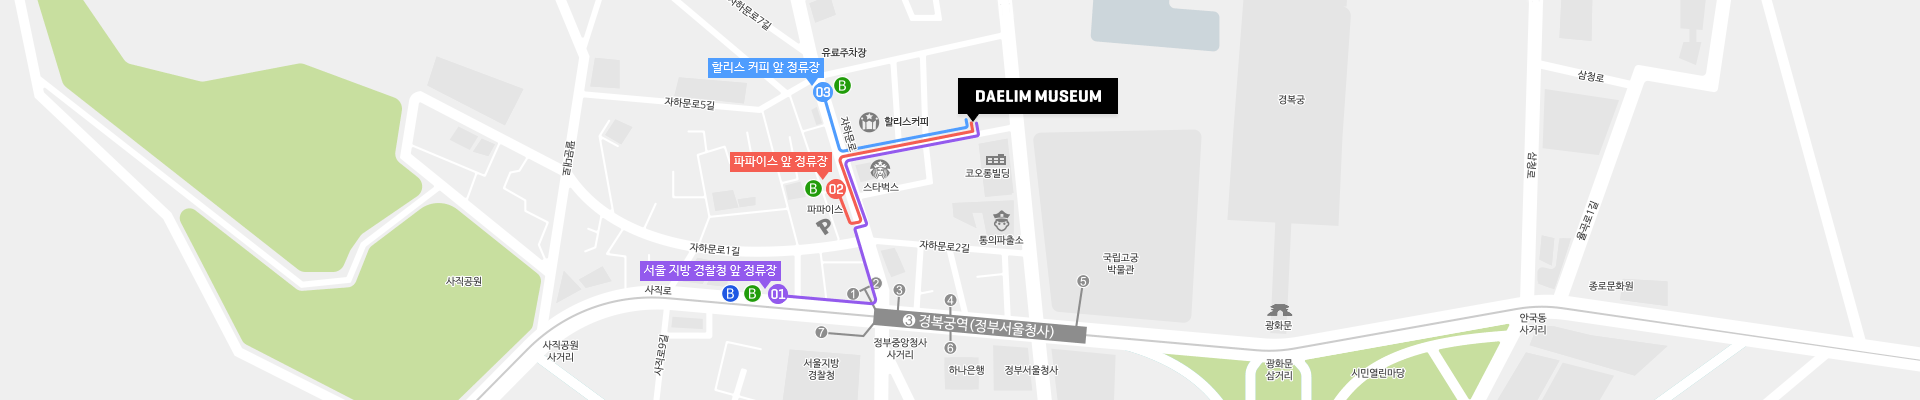 자하문로7길
유료주차장
할리스 커피 앞 정류장
03
B
자하문로5길
자하문로
할리스커피
DAELIM MUSEUM
경복궁
삼청로
필운대로
파파이스 앞 정류장
B
02
스타벅스
코오롱빌딩
삼청로
파파이스
통의파출소
율곡로1길
자하문로1길
자하문로2길
국립고궁
박물관
서울 지방 경찰청 앞 정류장
B
B
01
사직공원
사직로
1
2
3
4
5
종로문화원
3 경복궁역(정부서울청사)
광화문
안국동
사거리
7
6
사직공원
사거리
사직로9길
정부중앙청사
사거리
서울지방
경찰청
하나은행
정부서울청사
광화문
삼거리
시민열린마당